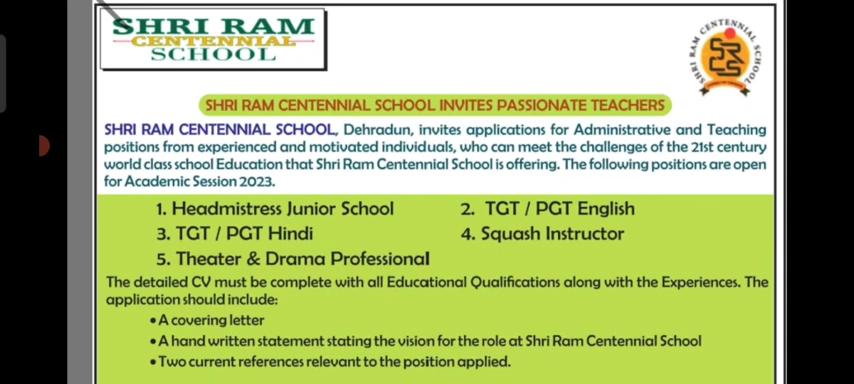 SHRI RAM
CENTENNIAL
SCHOOL
SHRI RAM CENTENNIAL SCHOOL
SRCS
SHRI RAM CENTENNIAL SCHOOL INVITES PASSIONATE TEACHERS
SHRI RAM CENTENNIAL SCHOOL, Dehradun, invites applications for Administrative and Teaching
positions from experienced and motivated individuals, who can meet the challenges of the 21st century
world class school Education that Shri Ram Centennial School is offering. The following positions are open
for Academic Session 2023.
1. Headmistress Junior School 2. TGT / PGT English
3. TGT / PGT Hindi 4. Squash Instructor
5. Theater & Drama Professional
The detailed CV must be complete with all Educational Qualifications along with the Experiences. The
application should include:
• A covering letter
• A hand written statement stating the vision for the role at Shri Ram Centennial School
• Two current references relevant to the position applied.